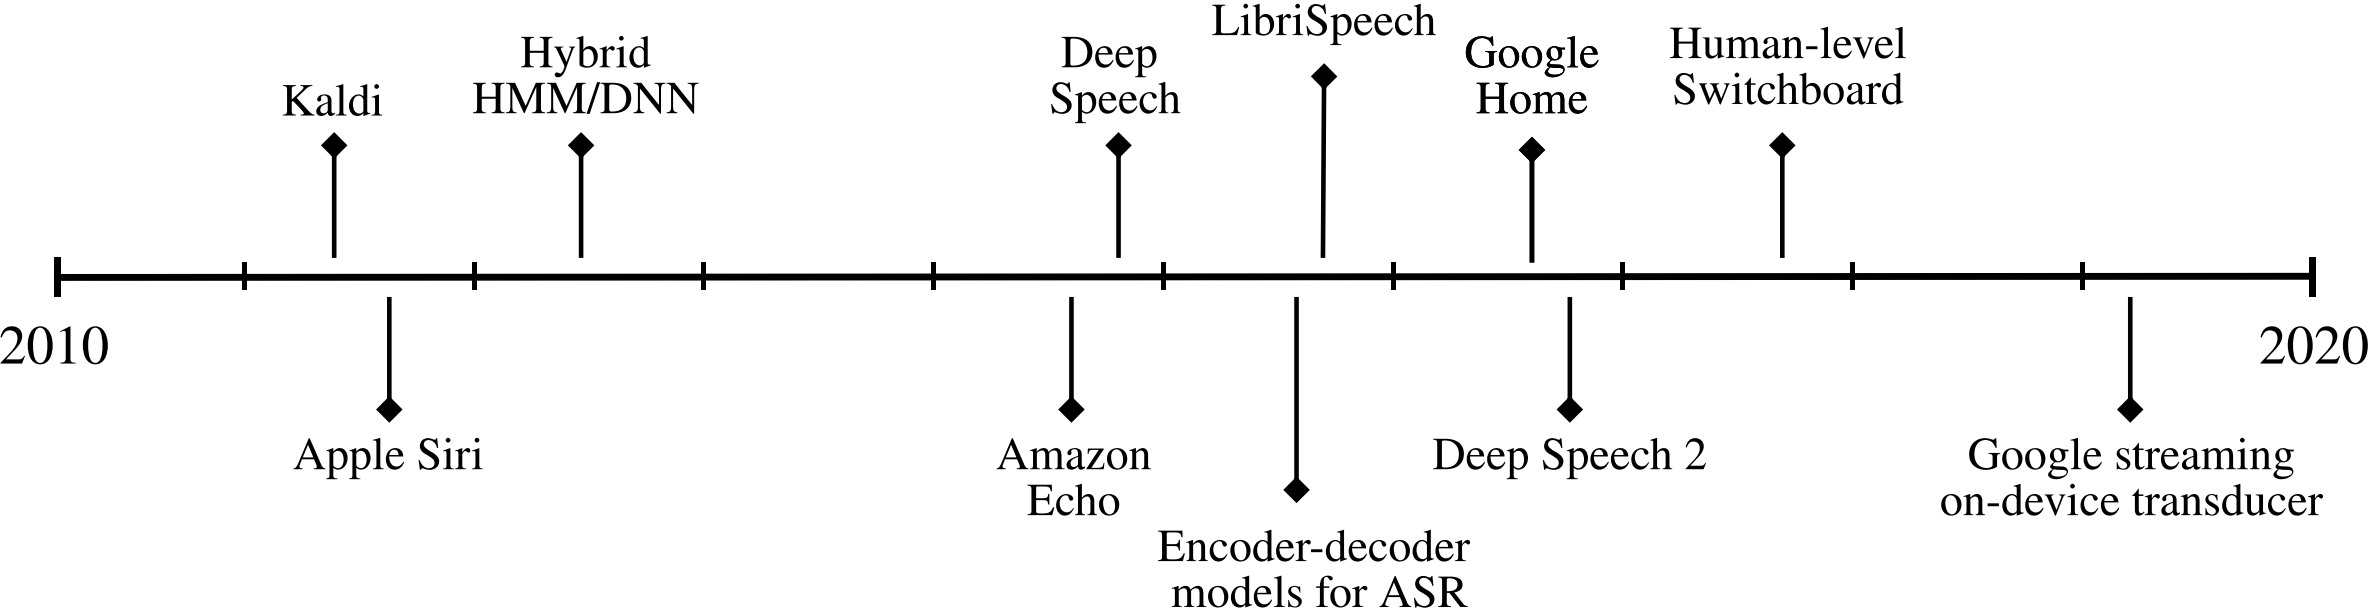 Kaldi
Hybrid
HMM/DNN
Deep
Speech
LibriSpeech
Google
Home
Human-level
Switchboard
2010
2020
Apple Siri
Amazon
Echo
Encoder-decoder
models for ASR
Deep Speech 2
Google streaming
on-device transducer